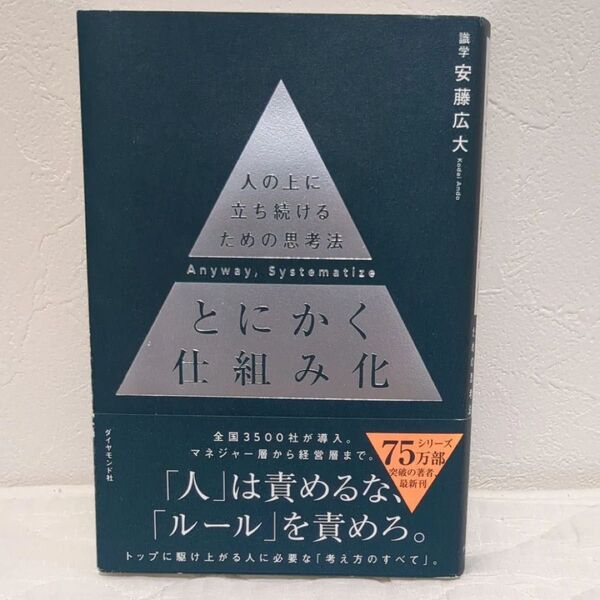 識学 安藤広大
Kodai Ando
人の上に
立ち続ける
ための思考法
Anyway, Systematize
とにかく
仕組み化
ダイヤモンド社
全国3500社が導入。
マネジャー層から経営層まで。
シリーズ
75万部
突破の著者、
最新刊
「人」は責めるな、
「ルール」を責めろ。
トップに駆け上がる人に必要な「考え方のすべて」。